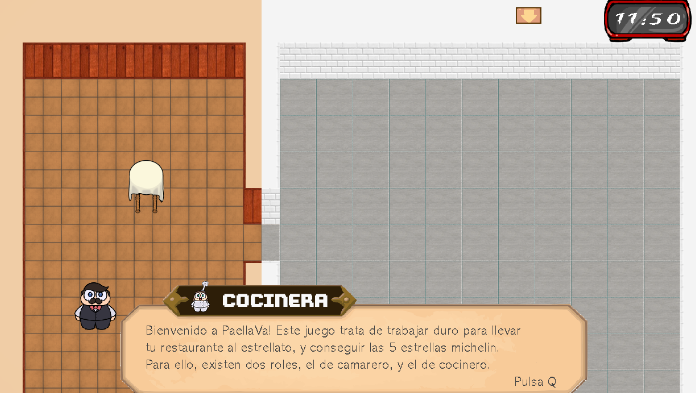 11:50
COCINERA
Bienvenido a PaellaVa! Este juego trata de trabajar duro para llevar
tu restaurante al estrellato, y conseguir las 5 estrellas michelin.
Para ello, existen dos roles, el de camarero, y el de cocinero.
Pulsa Q